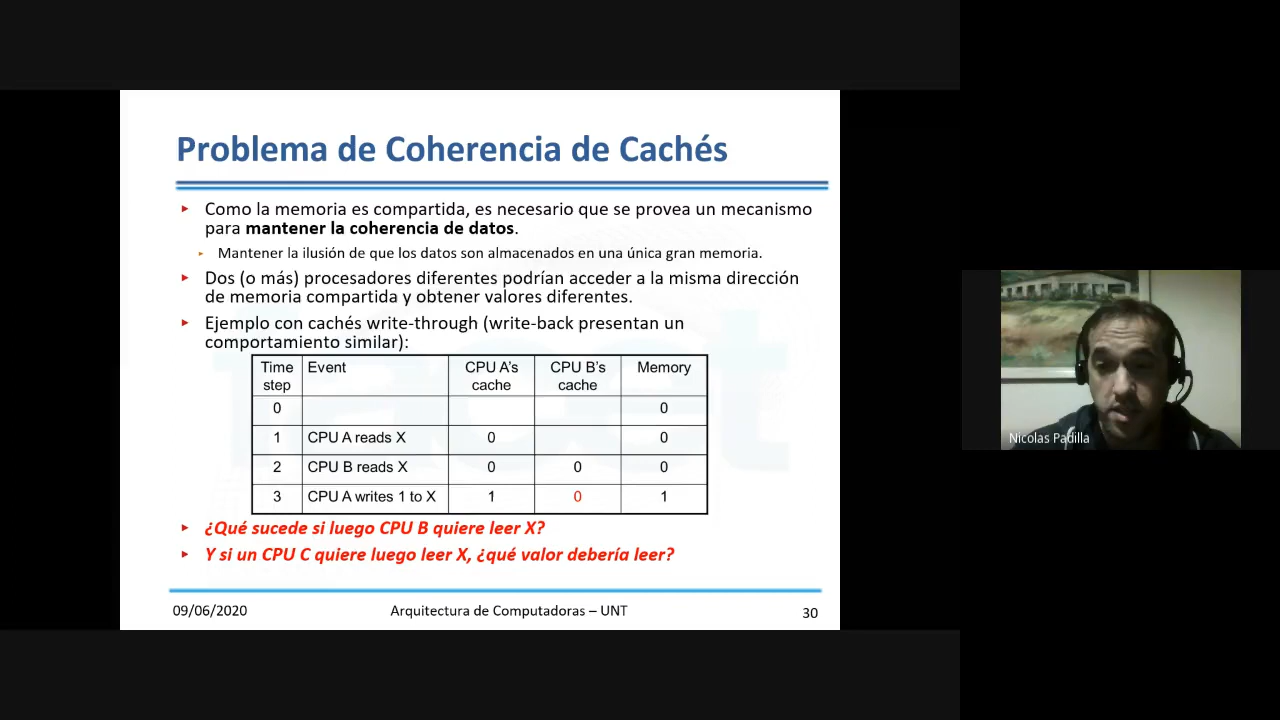 Problema de Coherencia de Cachés
Como la memoria es compartida, es necesario que se provea un mecanismo
para mantener la coherencia de datos.
Mantener la ilusión de que los datos son almacenados en una única gran memoria.
Dos (o más) procesadores diferentes podrían acceder a la misma dirección
de memoria compartida y obtener valores diferentes.
Ejemplo con cachés write-through (write-back presentan un
comportamiento similar):
Time step Event CPU A's cache CPU B's cache Memory
0 0
1 CPU A reads X 0 0
2 CPU B reads X 0 0 0
3 CPU A writes 1 to X 1 0 1
¿Qué sucede si luego CPU B quiere leer X?
Y si un CPU C quiere luego leer X, ¿qué valor debería leer?
09/06/2020 Arquitectura de Computadoras – UNT 30
Nicolas Padilla